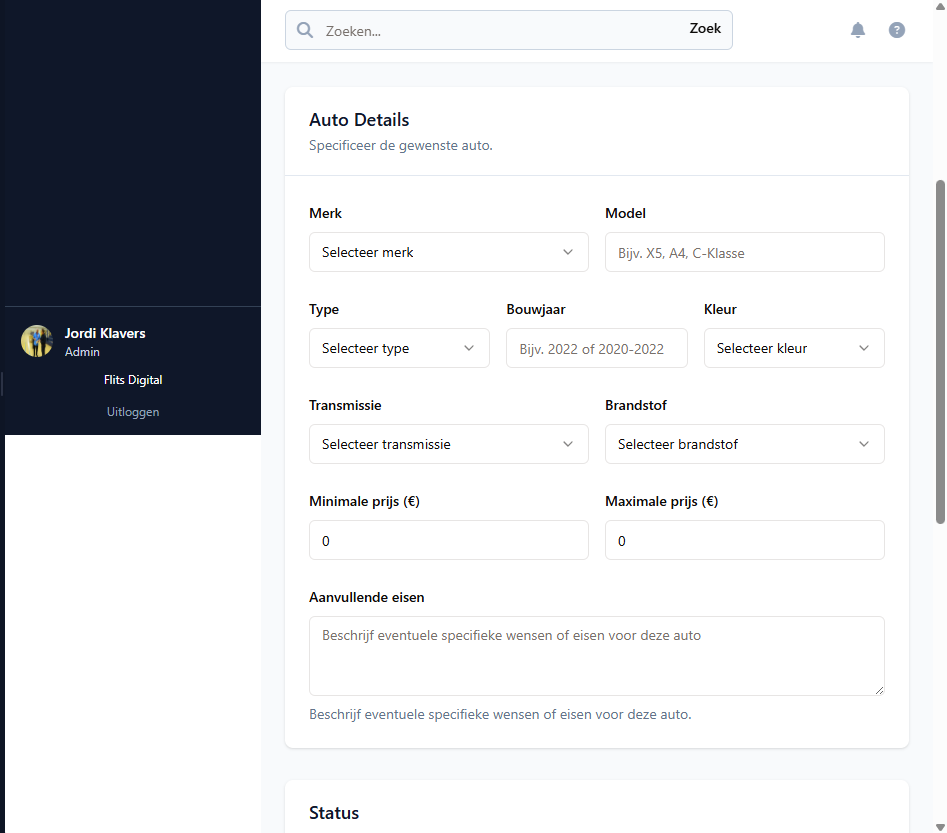 Zoeken...
Zoek
?
Auto Details
Specificeer de gewenste auto.
Merk
Model
Selecteer merk
Bijv. X5, A4, C-Klasse
Type
Bouwjaar
Kleur
Selecteer type
Bijv. 2022 of 2020-2022
Selecteer kleur
Jordi Klavers
Admin
Flits Digital
Uitloggen
Transmissie
Brandstof
Selecteer transmissie
Selecteer brandstof
Minimale prijs (€)
Maximale prijs (€)
0
0
Aanvullende eisen
Beschrijf eventuele specifieke wensen of eisen voor deze auto
Beschrijf eventuele specifieke wensen of eisen voor deze auto.
Status